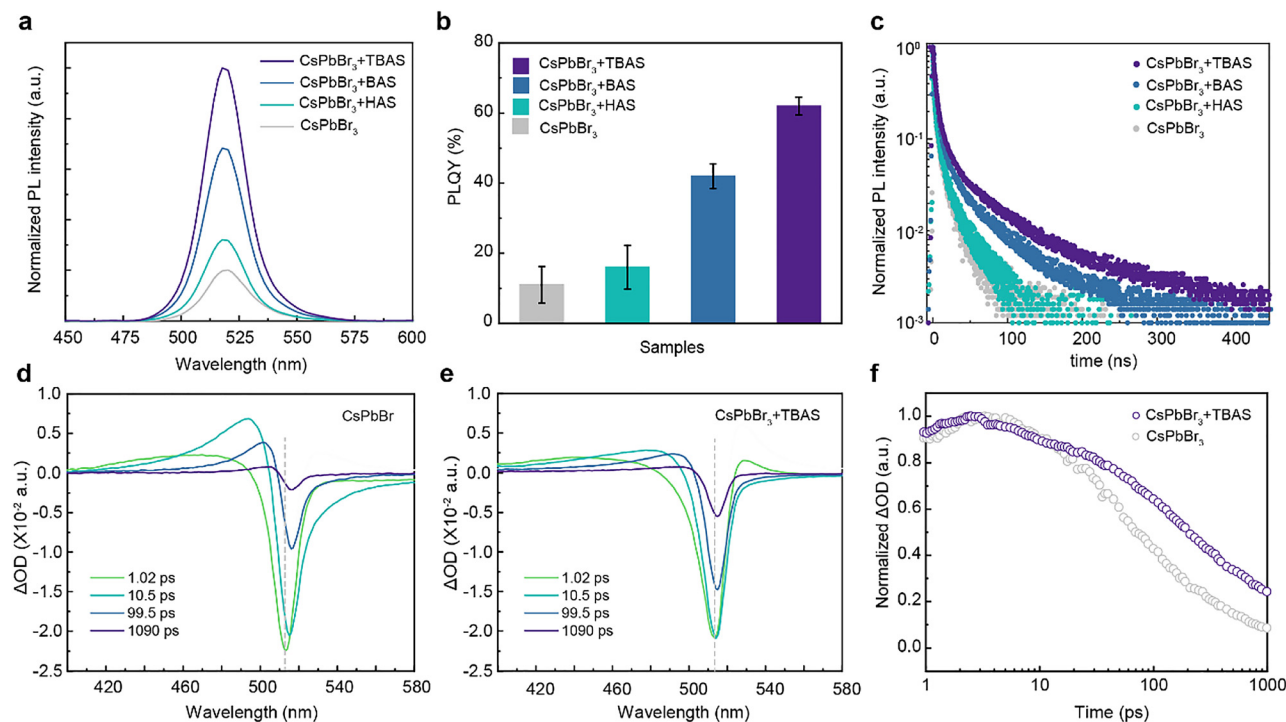 a
Normalized PL intensity (a.u.)
CsPbBr₃+TBAS
CsPbBr₃+BAS
CsPbBr₃+HAS
CsPbBr₃
450 475 500 525 550 575 600
Wavelength (nm)
b
PLQY (%)
80
60
40
20
0
CsPbBr₃+TBAS
CsPbBr₃+BAS
CsPbBr₃+HAS
CsPbBr₃
Samples
c
Normalized PL intensity (a.u.)
10⁰
10⁻¹
10⁻²
10⁻³
CsPbBr₃+TBAS
CsPbBr₃+BAS
CsPbBr₃+HAS
CsPbBr₃
0 100 200 300 400
time (ns)
d
ΔOD (X10⁻² a.u.)
1.0
0.5
0.0
-0.5
-1.0
-1.5
-2.0
-2.5
CsPbBr
1.02 ps
10.5 ps
99.5 ps
1090 ps
420 460 500 540 580
Wavelength (nm)
e
ΔOD (X10⁻² a.u.)
1.0
0.5
0.0
-0.5
-1.0
-1.5
-2.0
-2.5
CsPbBr₃+TBAS
1.02 ps
10.5 ps
99.5 ps
1090 ps
420 460 500 540 580
Wavelength (nm)
f
Normalized ΔOD (a.u.)
1.0
0.8
0.6
0.4
0.2
0.0
CsPbBr₃+TBAS
CsPbBr₃
1 10 100 1000
Time (ps)